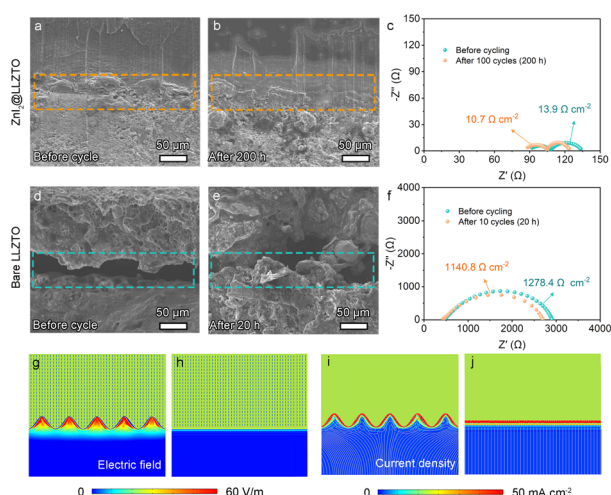 a
b
c
ZnI₂@LLZTO
Before cycle
50 μm
After 200 h
50 μm
-Z″ (Ω)
150
120
90
60
30
0
Before cycling
After 100 cycles (200 h)
13.9 Ω cm⁻²
10.7 Ω cm⁻²
0 30 60 90 120 150
Z′ (Ω)
d
e
f
Bare LLZTO
Before cycle
50 μm
After 20 h
50 μm
-Z″ (Ω)
4000
3000
2000
1000
0
Before cycling
After 10 cycles (20 h)
1140.8 Ω cm⁻²
1278.4 Ω cm⁻²
0 1000 2000 3000 4000
Z′ (Ω)
g
h
i
j
Electric field
Current density
0 60 V/m
0 50 mA cm⁻²